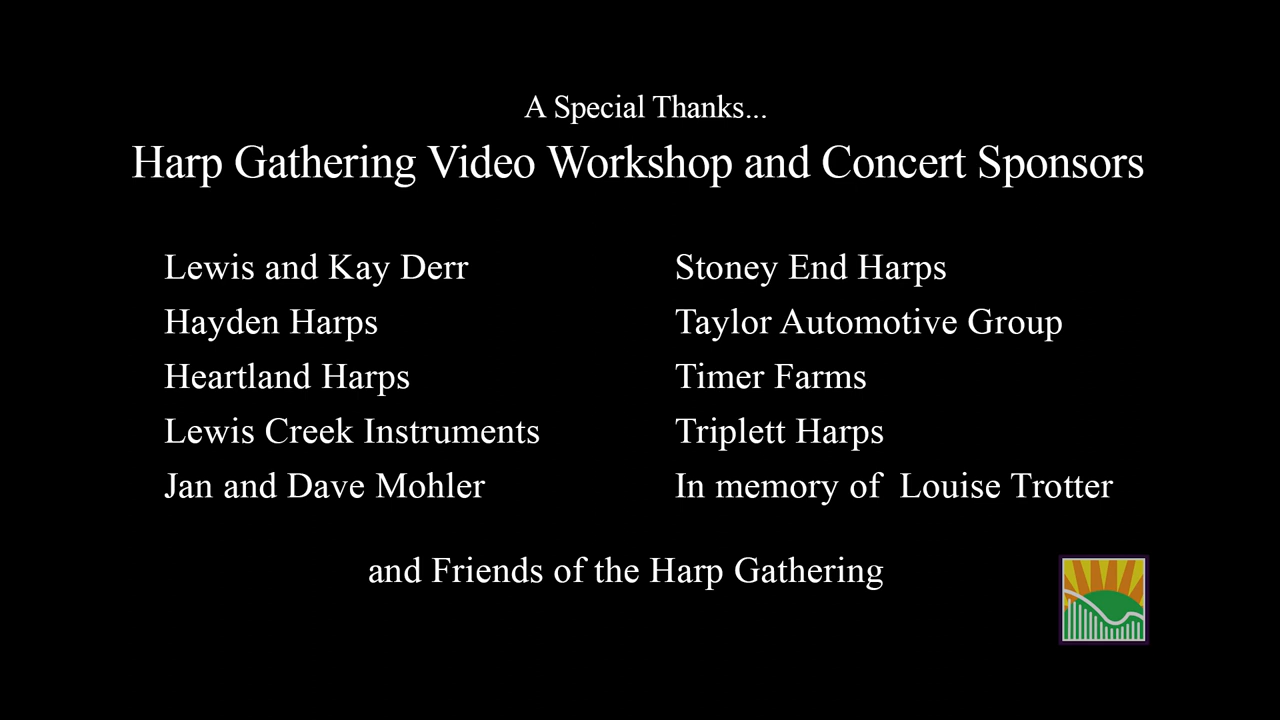 A Special Thanks...
Harp Gathering Video Workshop and Concert Sponsors
Lewis and Kay Derr
Hayden Harps
Heartland Harps
Lewis Creek Instruments
Jan and Dave Mohler
Stoney End Harps
Taylor Automotive Group
Timer Farms
Triplett Harps
In memory of  Louise Trotter
and Friends of the Harp Gathering